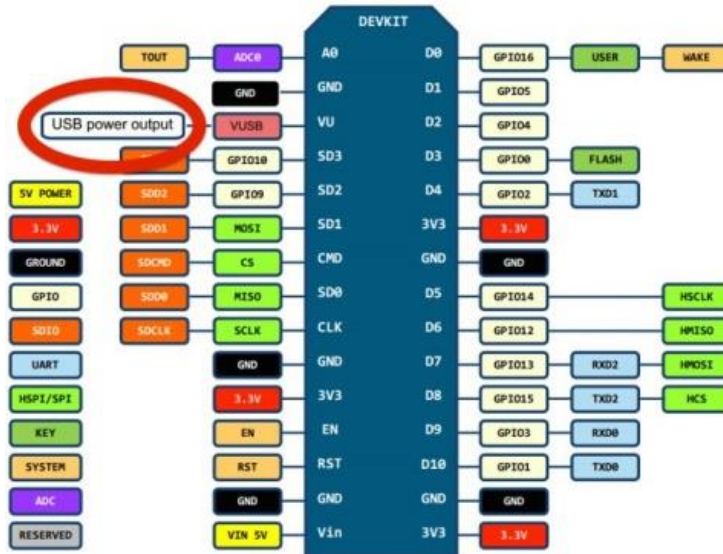 DEVKIT
TOUT ADC0 A0 D0 GPIO16 USER WAKE
GND GND D1 GPIO5
USB power output VUSB VU D2 GPIO4
GPIO10 SD3 D3 GPIO0 FLASH
5V POWER SDD2 GPIO9 SD2 D4 GPIO2 TXD1
3.3V SDD1 MOSI SD1 3V3 3.3V
GROUND SDCMD CS CMD GND GND
GPIO SDD0 MISO SD0 D5 GPIO14 HSCLK
SDIO SDCLK SCLK CLK D6 GPIO12 HMISO
UART GND GND D7 GPIO13 RXD2 HMOSI
HSPI/SPI 3.3V 3V3 D8 GPIO15 TXD2 HCS
KEY EN EN D9 GPIO3 RXD0
SYSTEM RST RST D10 GPIO1 TXD0
ADC GND GND GND GND
RESERVED VIN 5V Vin 3V3 3.3V